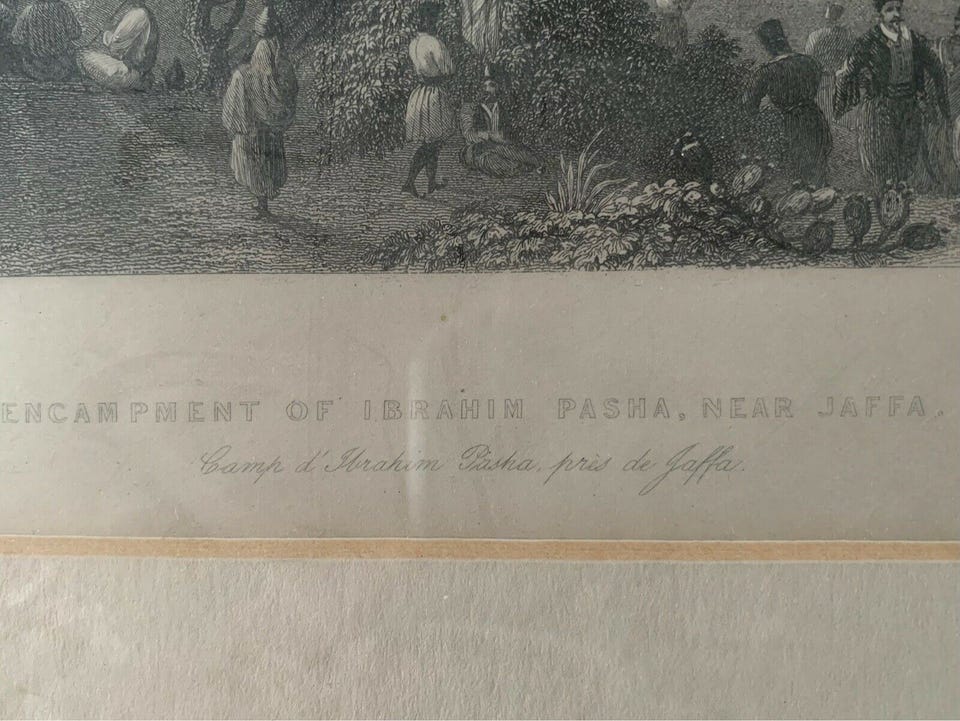 ENCAMPMENT OF IBRAHIM PASHA, NEAR JAFFA.
Camp d'Ibrahim Pasha, près de Jaffa.